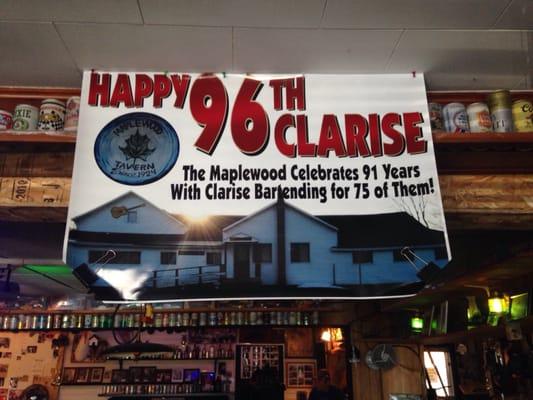 HAPPY 96TH
CLARISE
MAPLEWOOD
TAVERN
SINCE 1924
The Maplewood Celebrates 91 Years
With Clarise Bartending for 75 of Them!
2010